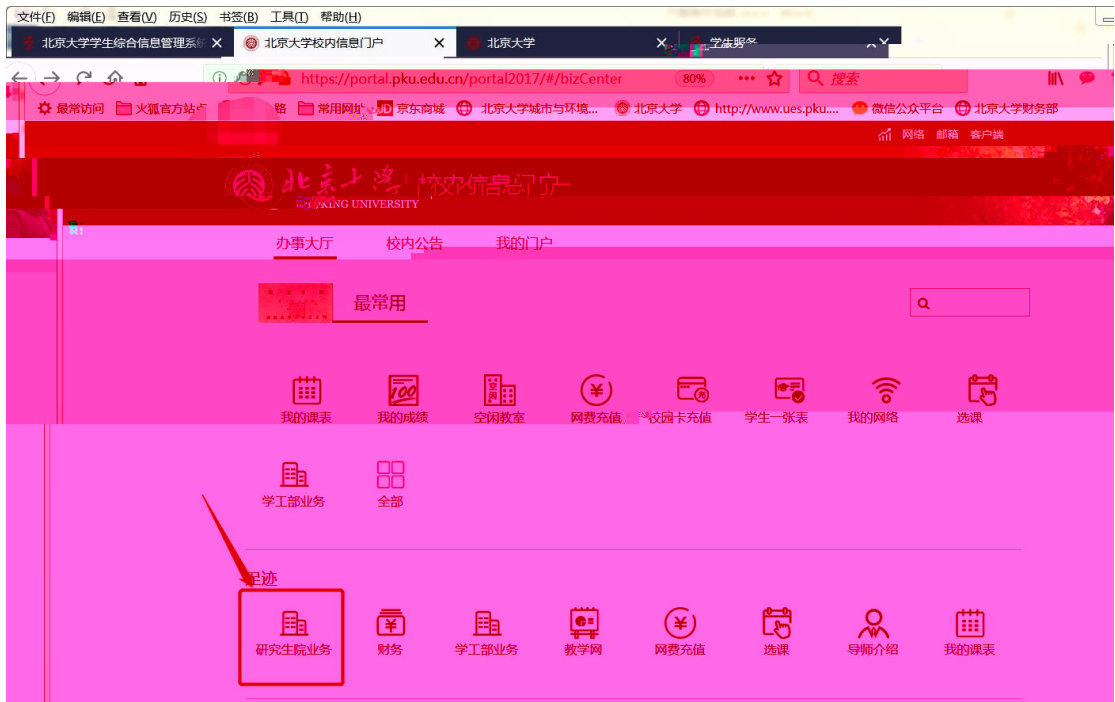 文件(F) 编辑(E) 查看(V) 历史(S) 书签(B) 工具(T) 帮助(H)
北京大学学生综合信息管理系统 北京大学校内信息门户 北京大学
https://portal.pku.edu.cn/portal2017/#/bizCenter 80% 搜索
最常访问 火狐官方站点 常用网址 JD 京东商城 北京大学城市与环境... 北京大学 http://www.ues.pku.... 微信公众平台 北京大学财务部
网络 邮箱 客户端
北京大学 校内信息门户
PEKING UNIVERSITY
办事大厅 校内公告 我的门户
最常用
我的课表 我的成绩 空闲教室 网费充值 校园卡充值 学生一张表 我的网络 选课
学工部业务 全部
足迹
研究生院业务 财务 学工部业务 教学网 网费充值 选课 导师介绍 我的课表